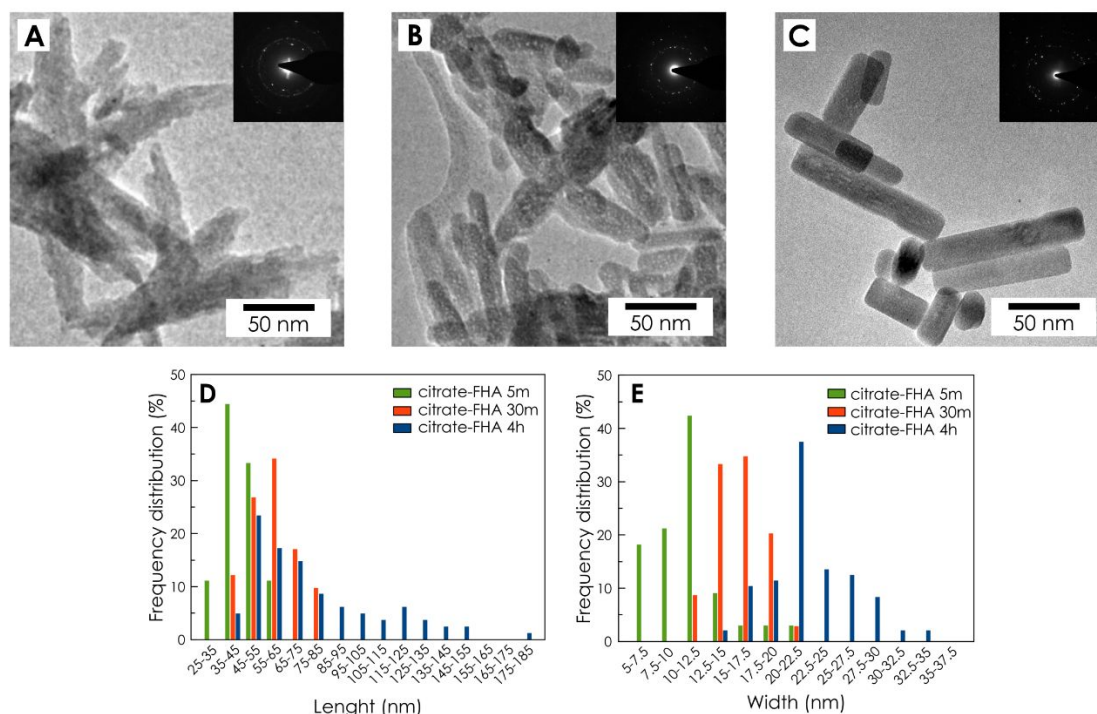 A
50 nm
B
50 nm
C
50 nm
D
citrate-FHA 5m
citrate-FHA 30m
citrate-FHA 4h
Frequency distribution (%)
50
40
30
20
10
0
25-35
35-45
45-55
55-65
65-75
75-85
85-95
95-105
105-115
115-125
125-135
135-145
145-155
155-165
165-175
175-185
Lenght (nm)
E
citrate-FHA 5m
citrate-FHA 30m
citrate-FHA 4h
Frequency distribution (%)
50
40
30
20
10
0
5-7.5
7.5-10
10-12.5
12.5-15
15-17.5
17.5-20
20-22.5
22.5-25
25-27.5
27.5-30
30-32.5
32.5-35
35-37.5
Width (nm)